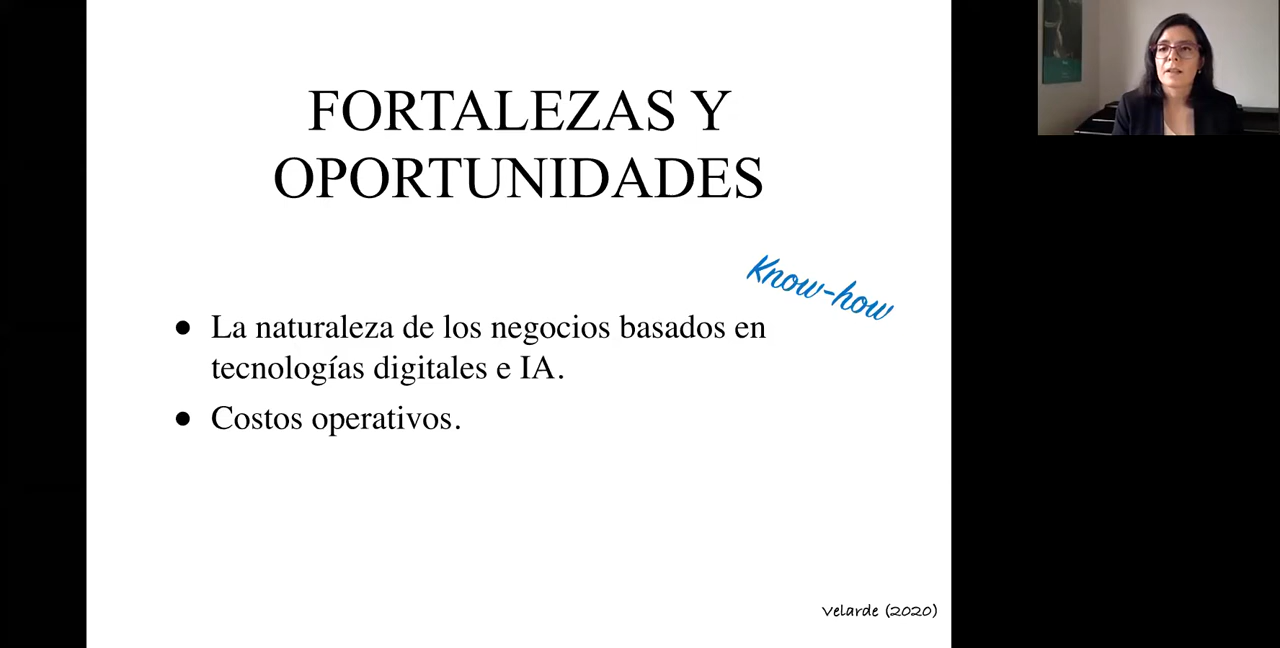 FORTALEZAS Y
OPORTUNIDADES
Know-how
● La naturaleza de los negocios basados en
tecnologías digitales e IA.
● Costos operativos.
Velarde (2020)